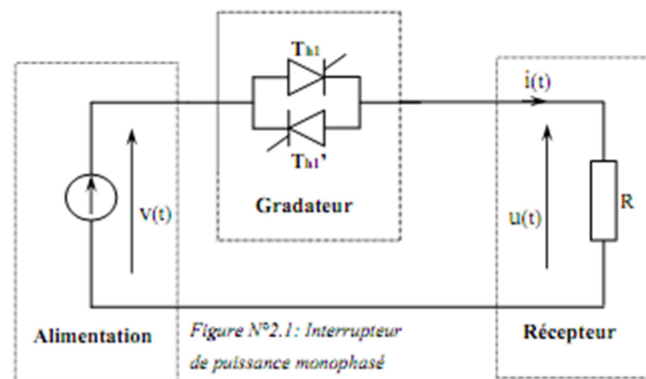 Th1
Th1'
Gradateur
i(t)
v(t)
u(t)
R
Alimentation
Figure N°2.1: Interrupteur
de puissance monophasé
Récepteur